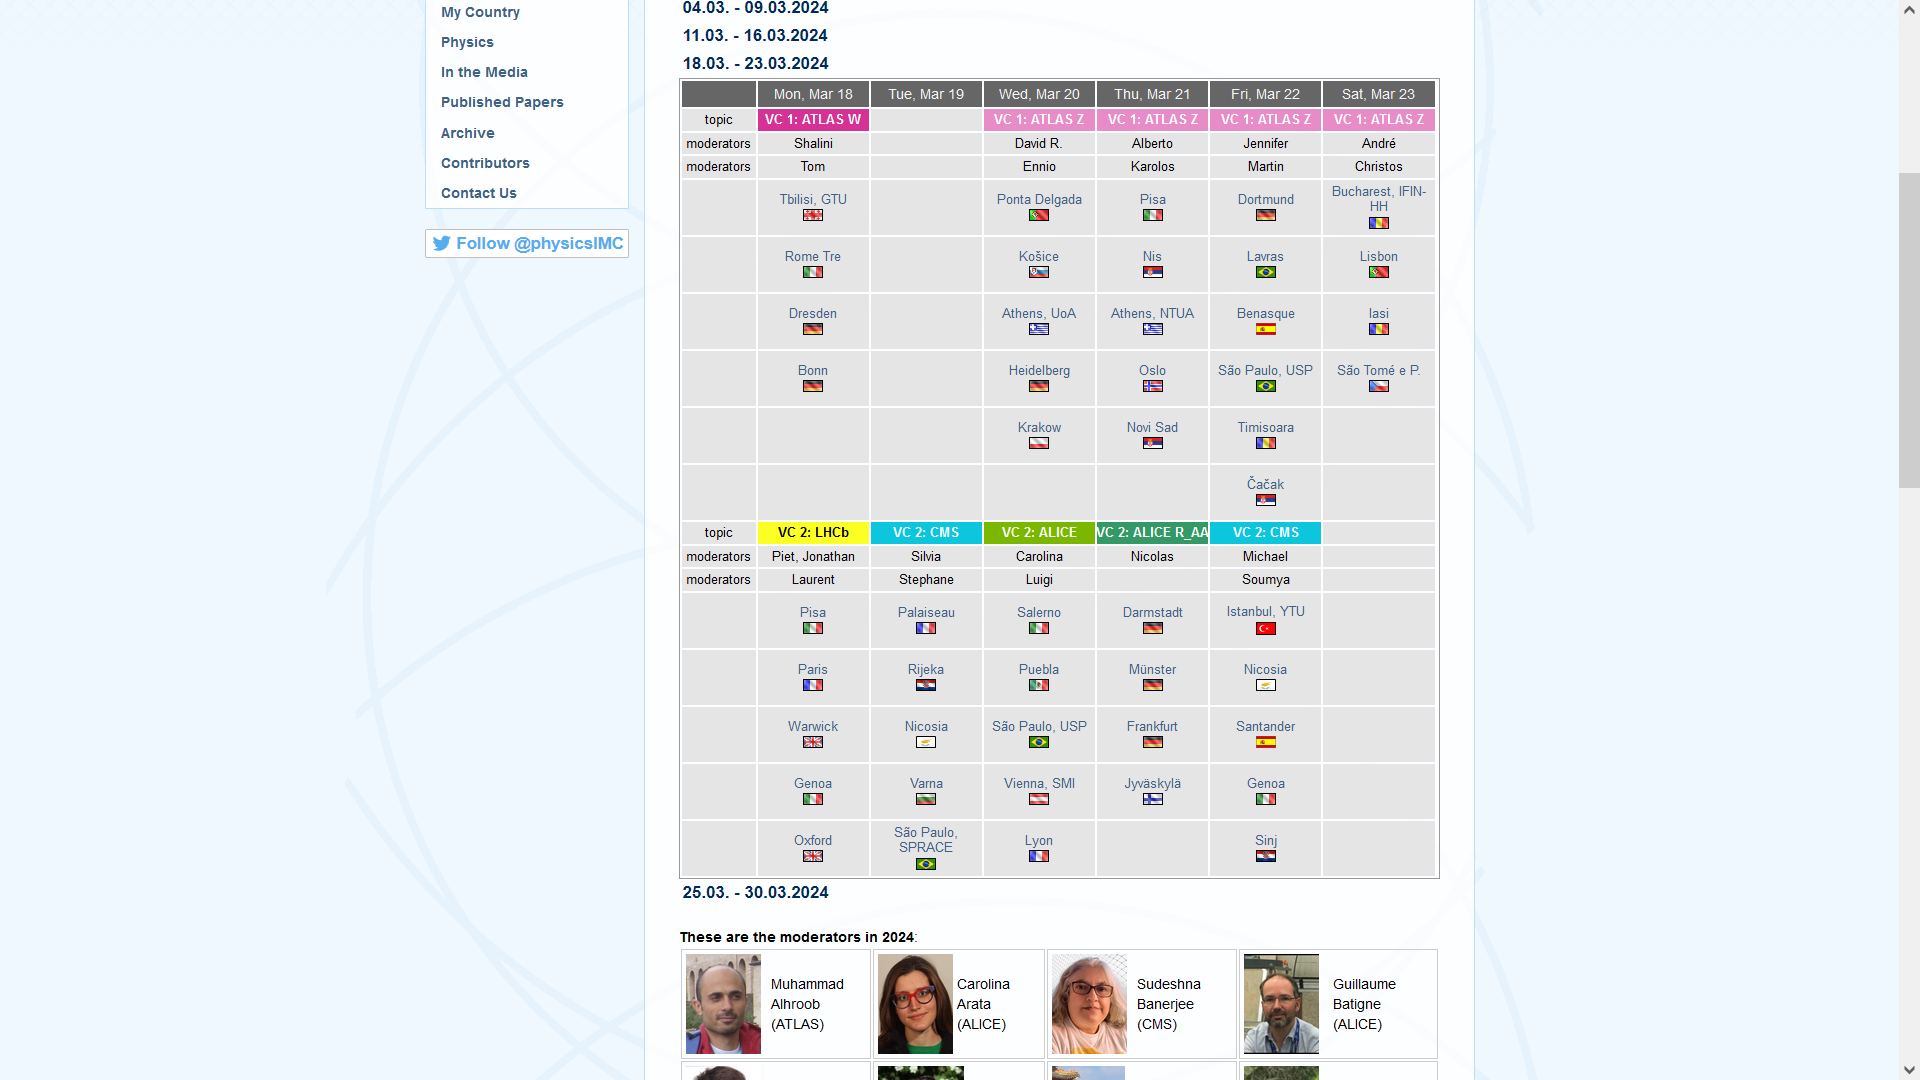 My Country
Physics
In the Media
Published Papers
Archive
Contributors
Contact Us
Follow @physicsIMC
04.03. - 09.03.2024
11.03. - 16.03.2024
18.03. - 23.03.2024
Mon, Mar 18 Tue, Mar 19 Wed, Mar 20 Thu, Mar 21 Fri, Mar 22 Sat, Mar 23
topic VC 1: ATLAS W VC 1: ATLAS Z VC 1: ATLAS Z VC 1: ATLAS Z VC 1: ATLAS Z
moderators Shalini David R. Alberto Jennifer André
moderators Tom Ennio Karolos Martin Christos
Tbilisi, GTU Ponta Delgada Pisa Dortmund Bucharest, IFIN-
HH
Rome Tre Košice Nis Lavras Lisbon
Dresden Athens, UoA Athens, NTUA Benasque Iasi
Bonn Heidelberg Oslo São Paulo, USP São Tomé e P.
Krakow Novi Sad Timisoara
Čačak
topic VC 2: LHCb VC 2: CMS VC 2: ALICE VC 2: ALICE R_AA VC 2: CMS
moderators Piet, Jonathan Silvia Carolina Nicolas Michael
moderators Laurent Stephane Luigi Soumya
Pisa Palaiseau Salerno Darmstadt Istanbul, YTU
Paris Rijeka Puebla Münster Nicosia
Warwick Nicosia São Paulo, USP Frankfurt Santander
Genoa Varna Vienna, SMI Jyväskylä Genoa
Oxford São Paulo, Lyon Sinj
SPRACE
25.03. - 30.03.2024
These are the moderators in 2024:
Muhammad Carolina Sudeshna Guillaume
Alhroob Arata Banerjee Batigne
(ATLAS) (ALICE) (CMS) (ALICE)